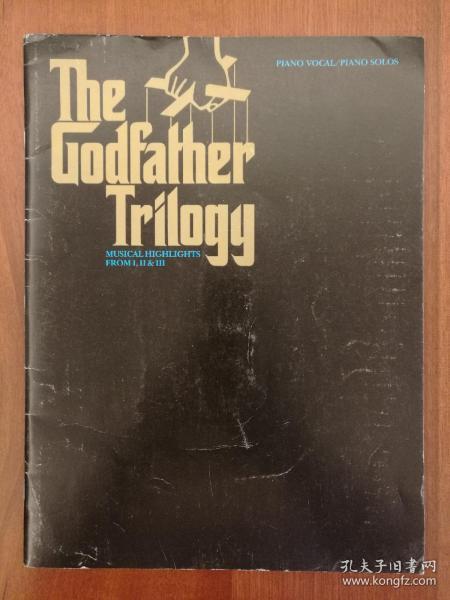 PIANO VOCAL/PIANO SOLOS
The
Godfather
Trilogy
MUSICAL HIGHLIGHTS
FROM I, II & III
孔夫子旧书网
www.kongfz.com